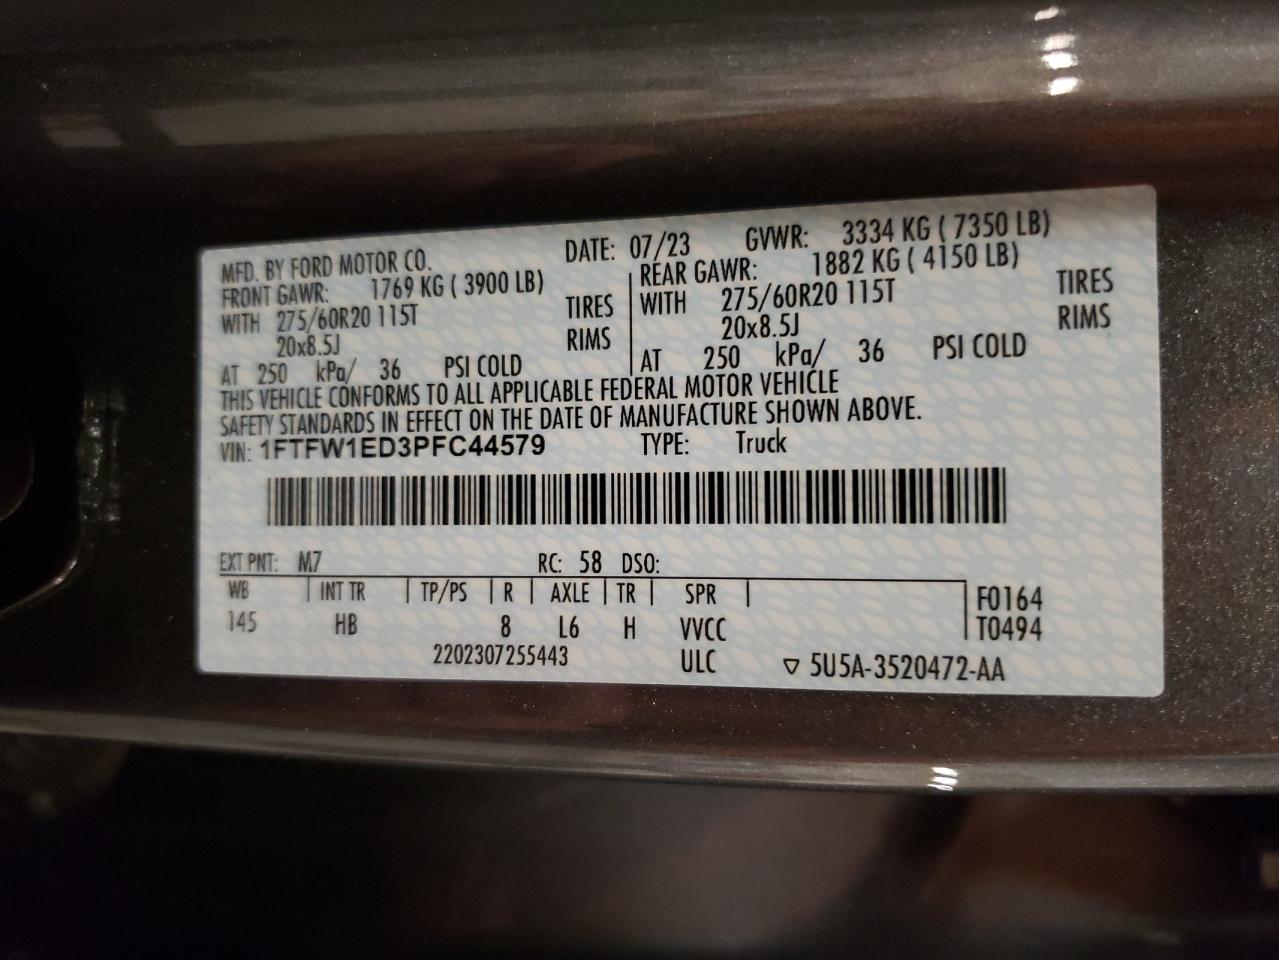 MFD. BY FORD MOTOR CO. DATE: 07/23 GVWR: 3334 KG ( 7350 LB)
FRONT GAWR: 1769 KG ( 3900 LB) REAR GAWR: 1882 KG ( 4150 LB)
WITH 275/60R20 115T TIRES WITH 275/60R20 115T TIRES
20x8.5J RIMS 20x8.5J RIMS
AT 250 kPa/ 36 PSI COLD AT 250 kPa/ 36 PSI COLD
THIS VEHICLE CONFORMS TO ALL APPLICABLE FEDERAL MOTOR VEHICLE
SAFETY STANDARDS IN EFFECT ON THE DATE OF MANUFACTURE SHOWN ABOVE.
VIN: 1FTFW1ED3PFC44579 TYPE: Truck
EXT PNT: M7 RC: 58 DSO:
WB INT TR TP/PS R AXLE TR SPR F0164
145 HB 8 L6 H VVCC T0494
2202307255443 ULC ▽ 5U5A-3520472-AA